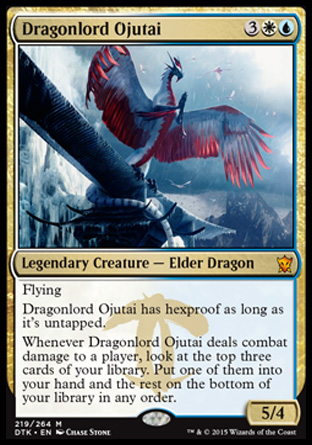 Dragonlord Ojutai 3
Legendary Creature — Elder Dragon
Flying
Dragonlord Ojutai has hexproof as long as
it's untapped.
Whenever Dragonlord Ojutai deals combat
damage to a player, look at the top three
cards of your library. Put one of them into
your hand and the rest on the bottom of
your library in any order.
5/4
219/264 M
DTK • EN Chase Stone
™ & © 2015 Wizards of the Coast